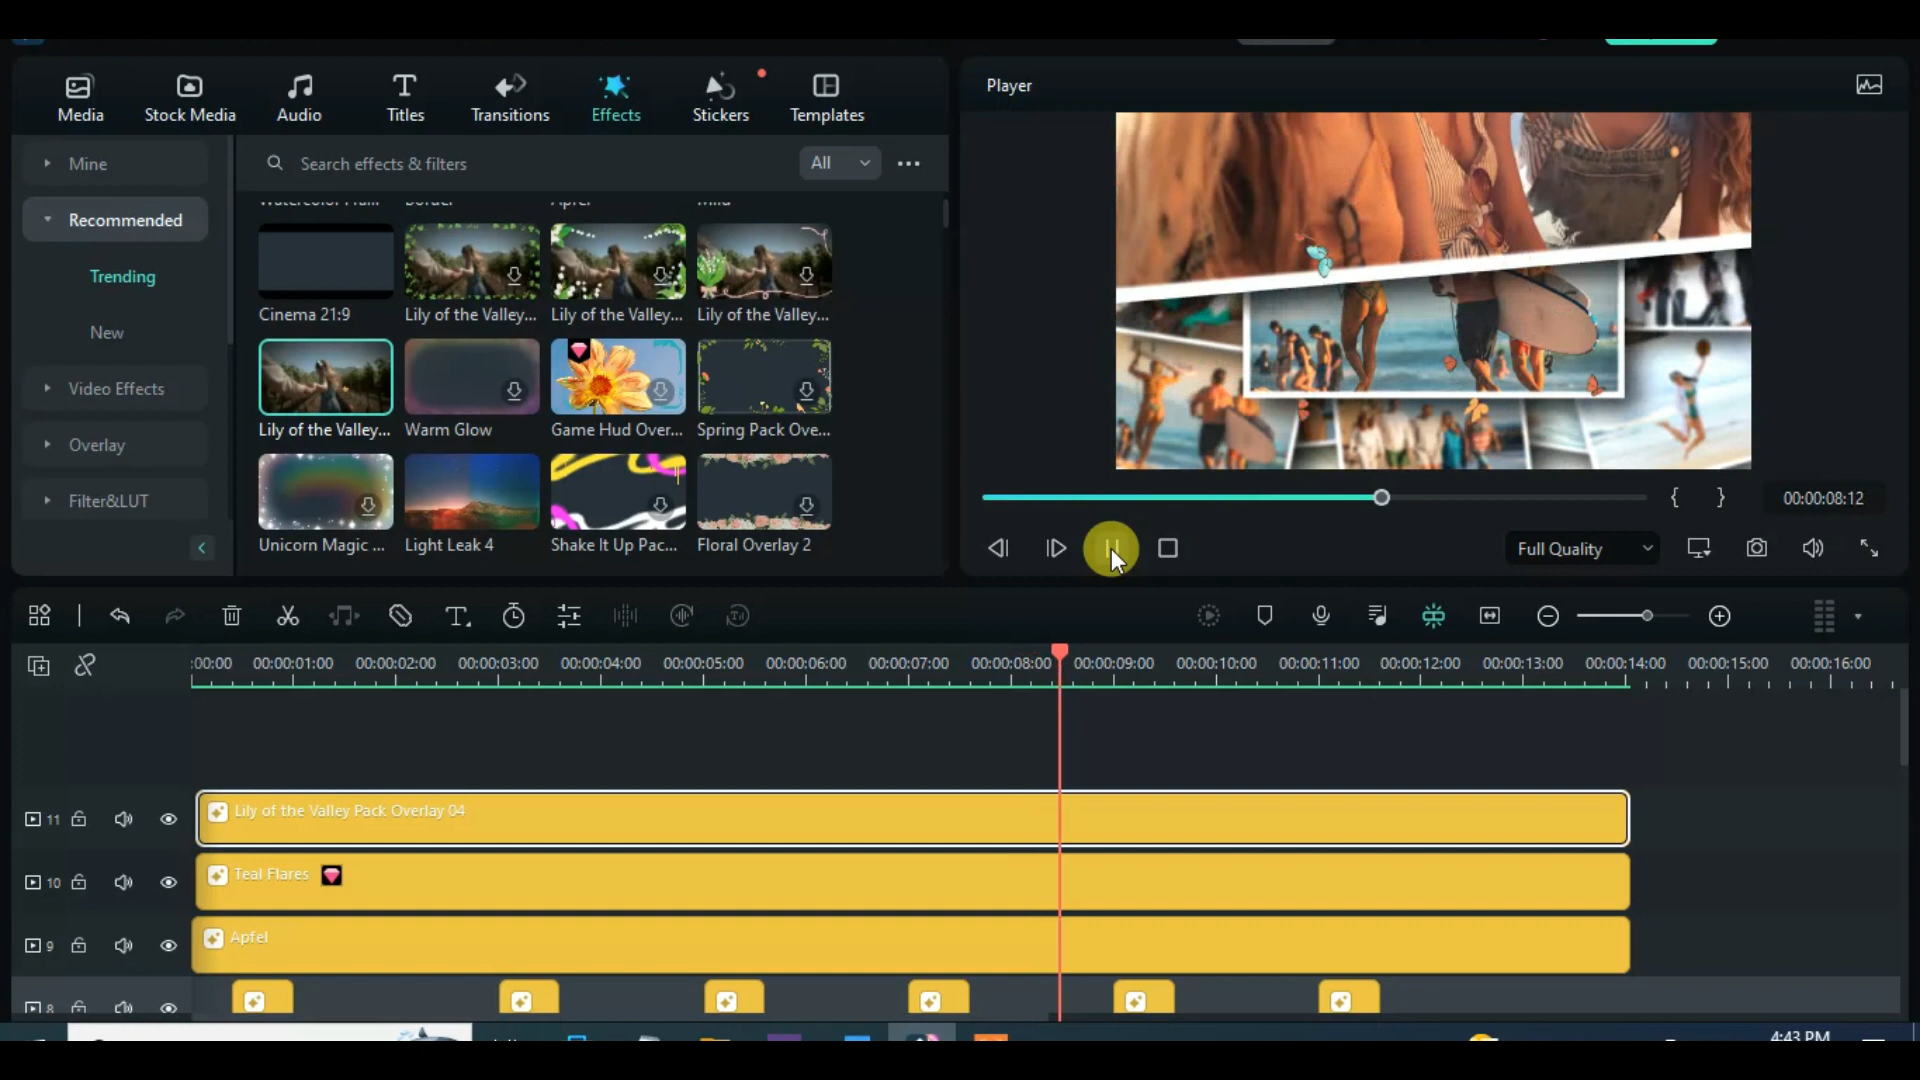 Media
Stock Media
Audio
Titles
Transitions
Effects
Stickers
Templates
Player
Mine
Search effects & filters
All
Recommended
Trending
New
Video Effects
Overlay
Filter&LUT
Border
Apfel
Cinema 21:9
Lily of the Valley...
Lily of the Valley...
Lily of the Valley...
Lily of the Valley...
Warm Glow
Game Hud Over...
Spring Pack Ove...
Unicorn Magic ...
Light Leak 4
Shake It Up Pac...
Floral Overlay 2
{ } 00:00:08:12
Full Quality
:00:00 00:00:01:00 00:00:02:00 00:00:03:00 00:00:04:00 00:00:05:00 00:00:06:00 00:00:07:00 00:00:08:00 00:00:09:00 00:00:10:00 00:00:11:00 00:00:12:00 00:00:13:00 00:00:14:00 00:00:15:00 00:00:16:00
11
Lily of the Valley Pack Overlay 04
10
Teal Flares
9
Apfel
8
4:43 PM